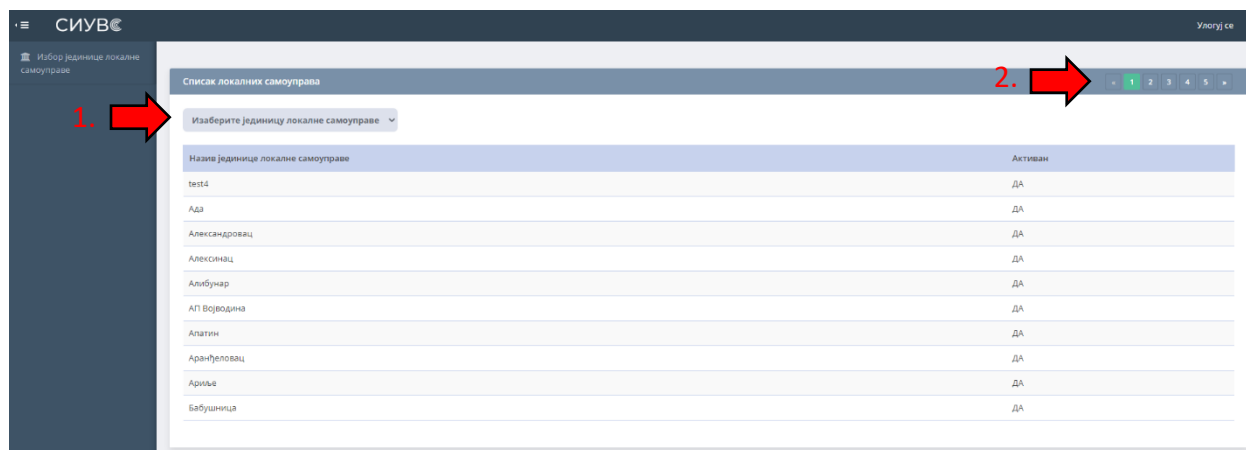 СИУВС
Улогуј се
Избор јединице локалне
самоуправе
Списак локалних самоуправа
2.
« 1 2 3 4 5 »
1.
Изаберите јединицу локалне самоуправе
Назив јединице локалне самоуправе Активан
test4 ДА
Ада ДА
Александровац ДА
Алексинац ДА
Алибунар ДА
АП Војводина ДА
Апатин ДА
Аранђеловац ДА
Ариље ДА
Бабушница ДА